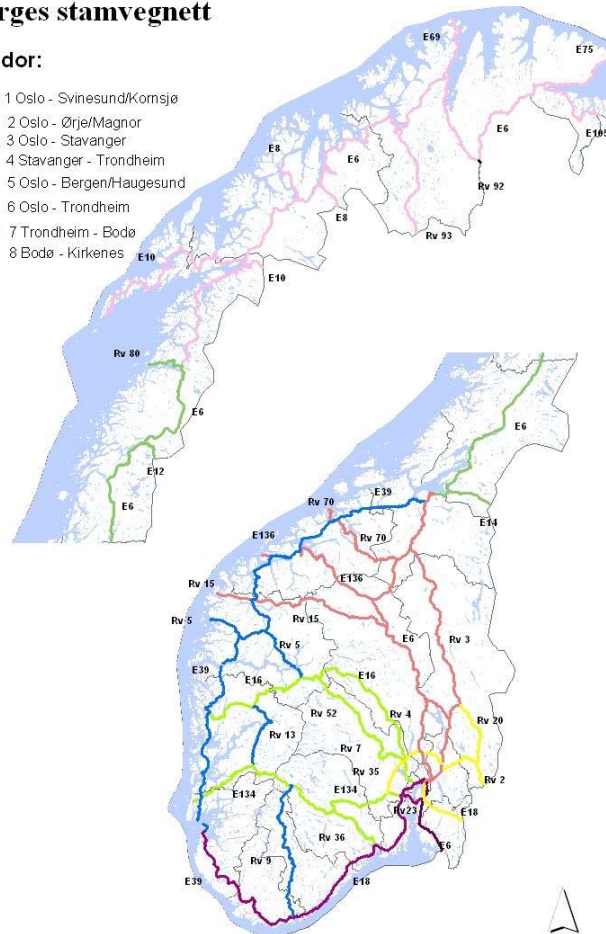 rges stamvegnett
dor:
1 Oslo - Svinesund/Kornsjø
2 Oslo - Ørje/Magnor
3 Oslo - Stavanger
4 Stavanger - Trondheim
5 Oslo - Bergen/Haugesund
6 Oslo - Trondheim
7 Trondheim - Bodø
8 Bodø - Kirkenes
E69
E75
E6
E105
E8
E6
Rv 92
E8
Rv 93
E10
E10
Rv 80
E6
E12
E6
E6
E39
Rv 70
E14
E136
Rv 70
Rv 15
E136
Rv 15
Rv 5
E6
Rv 3
Rv 5
E39
E16
E16
Rv 52
Rv 4
Rv 20
Rv 13
Rv 7
Rv 35
Rv 2
E134
E134
Rv23
E18
Rv 36
E6
Rv 9
E39
E18